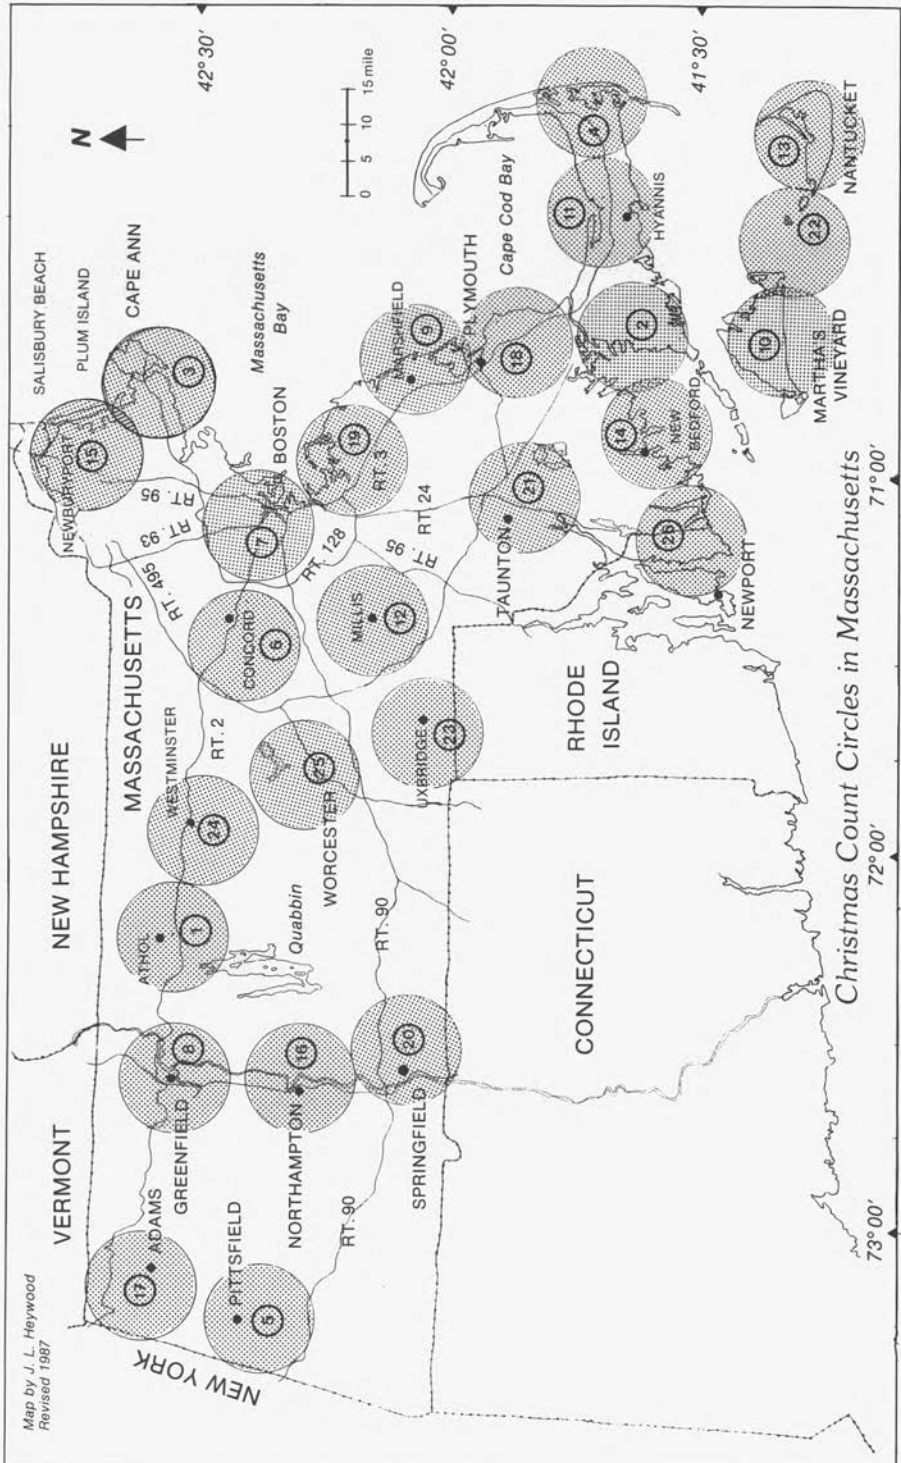 Map by J. L. Heywood
Revised 1987
VERMONT
NEW HAMPSHIRE
NEW YORK
MASSACHUSETTS
CONNECTICUT
RHODE
ISLAND
N
0 5 10 15 mile
42°30'
42°00'
41°30'
73°00'
72°00'
71°00'
17
ADAMS
5
PITTSFIELD
8
GREENFIELD
16
NORTHAMPTON
20
SPRINGFIELD
RT. 90
1
ATHOL
Quabbin
RT. 90
24
WESTMINSTER
RT. 2
25
WORCESTER
23
UXBRIDGE
6
CONCORD
12
MILLIS
RT. 495
RT. 93
RT. 95
RT. 128
RT. 95
RT. 24
RT. 3
7
BOSTON
15
NEWBURYPORT
SALISBURY BEACH
PLUM ISLAND
CAPE ANN
3
Massachusetts
Bay
19
9
MARSHFIELD
PLYMOUTH
18
Cape Cod Bay
21
TAUNTON
14
NEW
BEDFORD
26
NEWPORT
2
11
HYANNIS
4
10
MARTHA'S
VINEYARD
22
13
NANTUCKET
Christmas Count Circles in Massachusetts